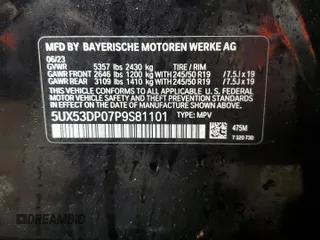 MFD BY BAYERISCHE MOTOREN WERKE AG
06/23
GVWR 5357 lbs 2430 kg TIRE / RIM
GAWR FRONT 2646 lbs 1200 kg WITH 245/50 R19 / 7.5J x 19
GAWR REAR 3109 lbs 1410 kg WITH 245/50 R19 / 7.5J x 19
THIS VEHICLE CONFORMS TO ALL APPLICABLE FEDERAL MOTOR VEHICLE
SAFETY, BUMPER, AND THEFT PREVENTION STANDARDS
IN EFFECT ON THE DATE OF MANUFACTURE SHOWN ABOVE.
5UX53DP07P9S81101 TYPE: MPV
475M
7 320 730
BIDFAX